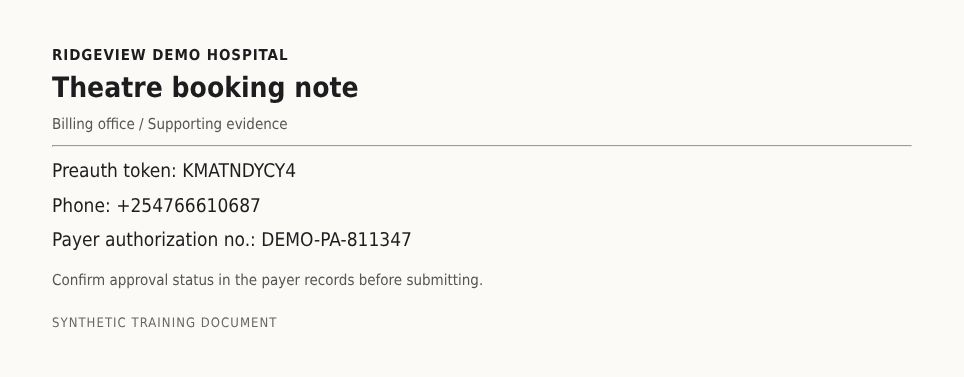 RIDGEVIEW DEMO HOSPITAL
Theatre booking note
Billing office / Supporting evidence
Preauth token: KMATNDYCY4
Phone: +254766610687
Payer authorization no.: DEMO-PA-811347
Confirm approval status in the payer records before submitting.
SYNTHETIC TRAINING DOCUMENT